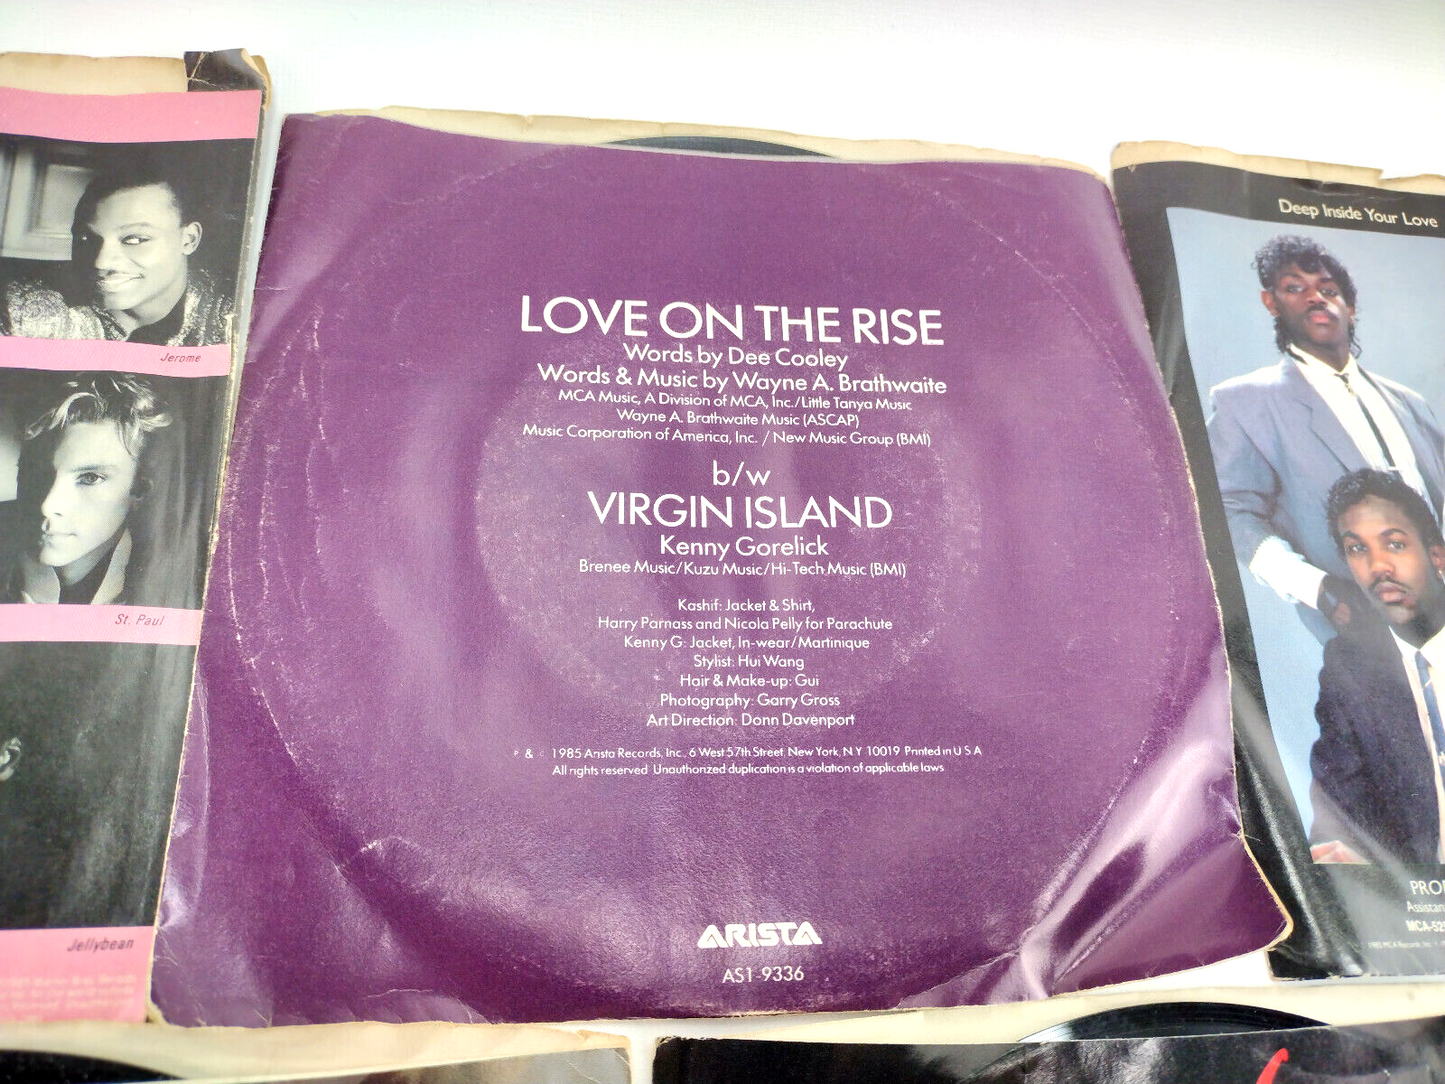 Jerome
St. Paul
Jellybean
LOVE ON THE RISE
Words by Dee Cooley
Words & Music by Wayne A. Brathwaite
MCA Music, A Division of MCA, Inc./Little Tanya Music
Wayne A. Brathwaite Music (ASCAP)
Music Corporation of America, Inc. / New Music Group (BMI)
b/w
VIRGIN ISLAND
Kenny Gorelick
Brenee Music/Kuzu Music/Hi-Tech Music (BMI)
Kashif: Jacket & Shirt,
Harry Parnass and Nicola Pelly for Parachute
Kenny G: Jacket, In-wear/Martinique
Stylist: Hui Wang
Hair & Make-up: Gui
Photography: Garry Gross
Art Direction: Donn Davenport
℗ & © 1985 Arista Records, Inc., 6 West 57th Street, New York, N.Y. 10019 Printed in U.S.A.
All rights reserved. Unauthorized duplication is a violation of applicable laws.
ARISTA
AS1-9336
Deep Inside Your Love